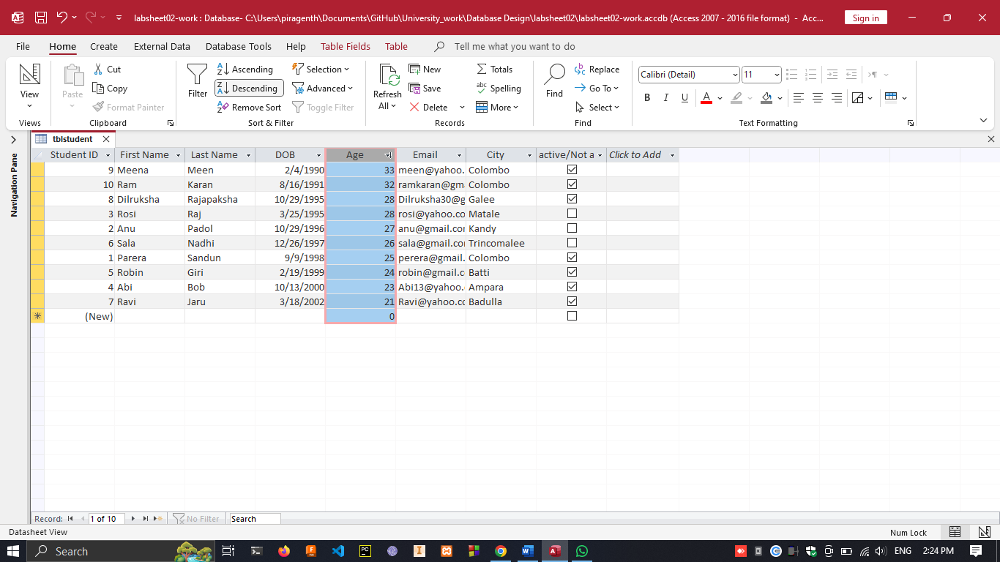 labsheet02-work : Database- C:\Users\piragenth\Documents\GitHub\University_work\Database Design\labsheet02\labsheet02-work.accdb (Access 2007 - 2016 file format) - Acc... Sign in
File Home Create External Data Database Tools Help Table Fields Table Tell me what you want to do
View
Views
Paste
Cut
Copy
Format Painter
Clipboard
Filter
Ascending
Descending
Remove Sort
Selection
Advanced
Toggle Filter
Sort & Filter
Refresh
All
New
Save
Delete
Totals
Spelling
More
Records
Find
Replace
Go To
Select
Find
Calibri (Detail) 11
B I U A
Text Formatting
Navigation Pane
tblstudent
Student ID First Name Last Name DOB Age Email City active/Not a Click to Add
9 Meena Meen 2/4/1990 33 meen@yahoo. Colombo
10 Ram Karan 8/16/1991 32 ramkaran@gm Colombo
8 Dilruksha Rajapaksha 10/29/1995 28 Dilruksha30@g Galee
3 Rosi Raj 3/25/1995 28 rosi@yahoo.co Matale
2 Anu Padol 10/29/1996 27 anu@gmail.co Kandy
6 Sala Nadhi 12/26/1997 26 sala@gmail.co Trincomalee
1 Parera Sandun 9/9/1998 25 perera@gmail. Colombo
5 Robin Giri 2/19/1999 24 robin@gmail.c Batti
4 Abi Bob 10/13/2000 23 Abi13@yahoo. Ampara
7 Ravi Jaru 3/18/2002 21 Ravi@yahoo.co Badulla
(New) 0
Record: 1 of 10 No Filter Search
Datasheet View Num Lock
Search ENG 2:24 PM